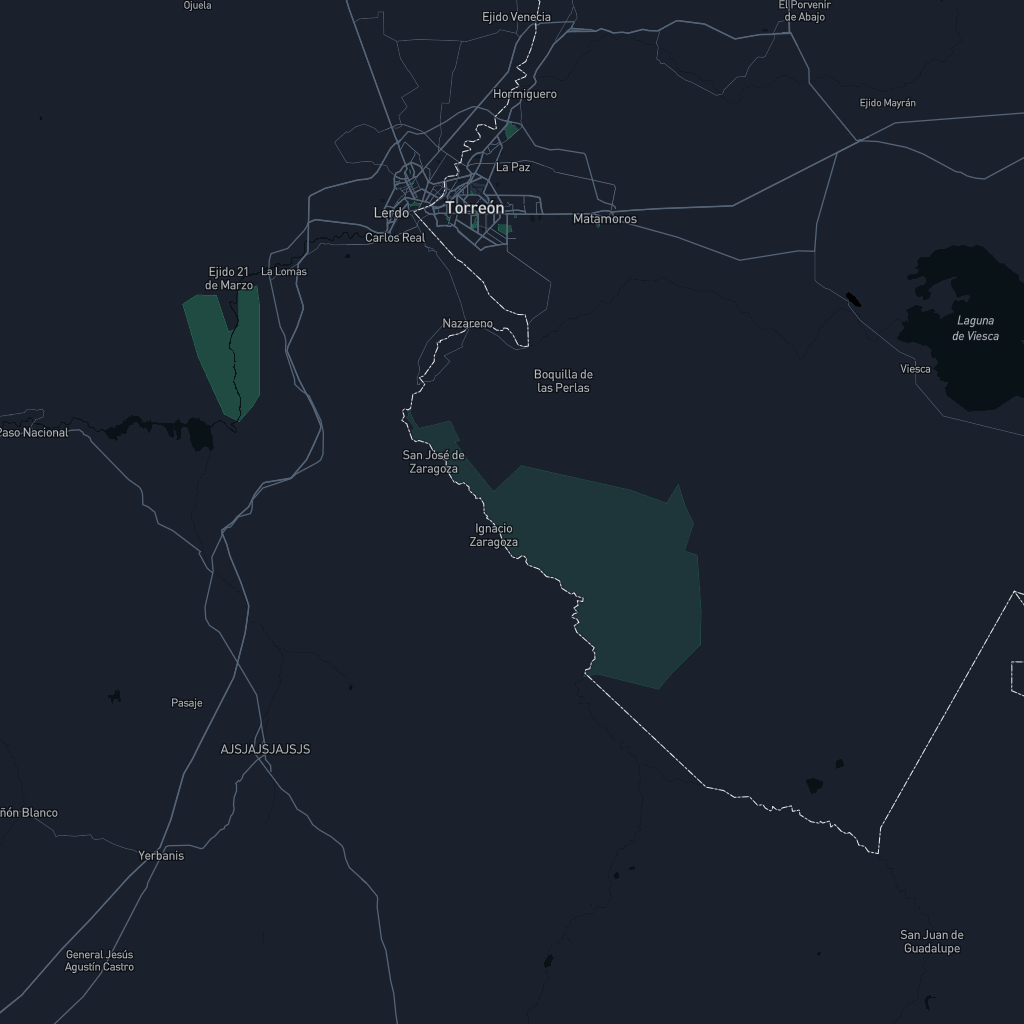 Ojuela
Ejido Venecia
El Porvenir
de Abajo
Hormiguero
Ejido Mayrán
La Paz
Lerdo
Torreón
Matamoros
Carlos Real
Ejido 21
de Marzo
La Lomas
Nazareno
Laguna
de Viesca
Boquilla de
las Perlas
Viesca
Paso Nacional
San José de
Zaragoza
Ignacio
Zaragoza
Pasaje
AJSJAJSJAJSJS
ñón Blanco
Yerbanis
San Juan de
Guadalupe
General Jesús
Agustín Castro